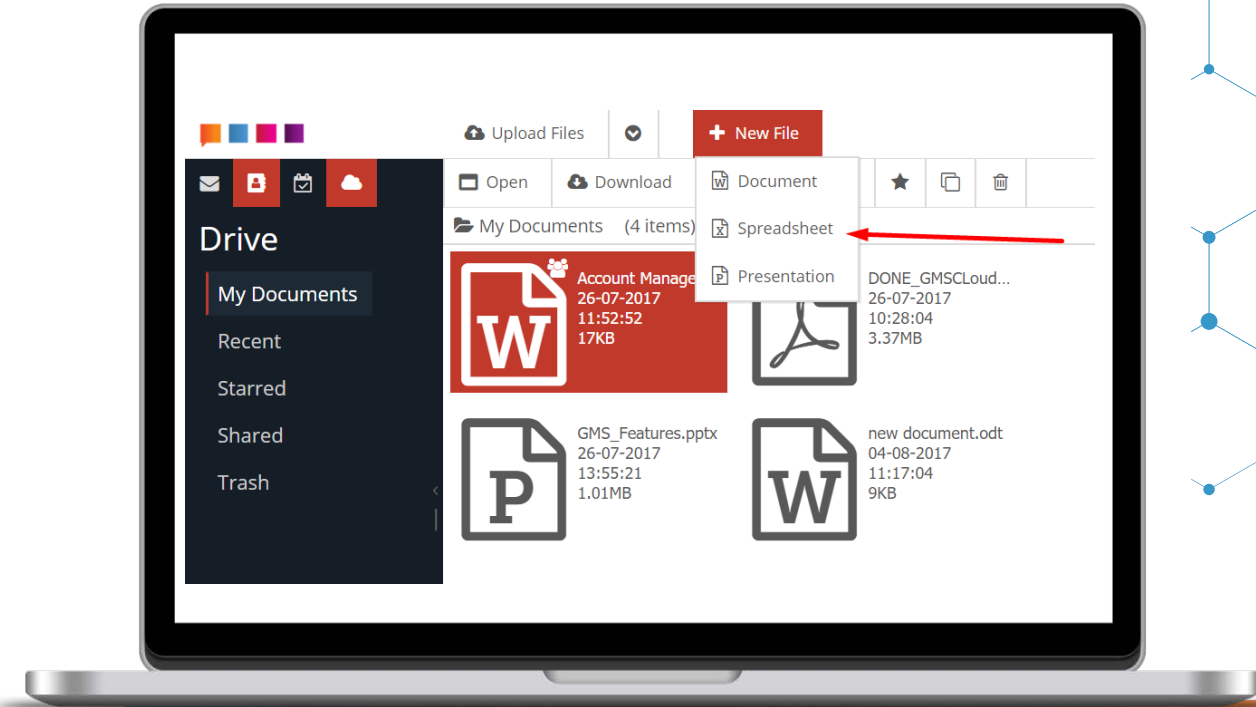 Upload Files
New File
Open
Download
Document
Spreadsheet
Presentation
Drive
My Documents
Recent
Starred
Shared
Trash
My Documents (4 items)
W
Account Manage
26-07-2017
11:52:52
17KB
DONE_GMSCLoud...
26-07-2017
10:28:04
3.37MB
P
GMS_Features.pptx
26-07-2017
13:55:21
1.01MB
W
new document.odt
04-08-2017
11:17:04
9KB